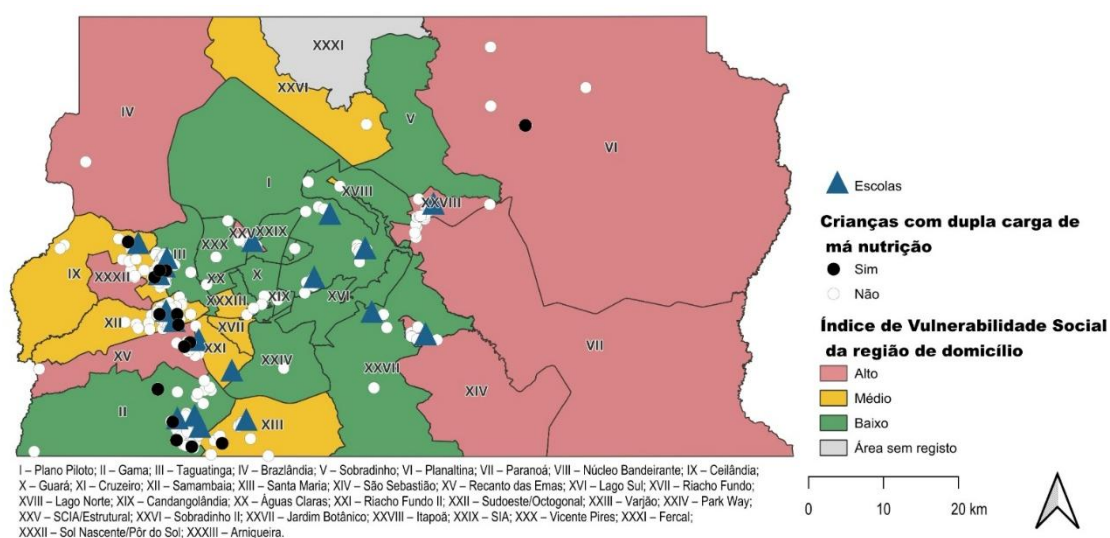 XXXI
XXVI
IV
V
VI
I
XVIII
XXVIII
XXV
XXIX
XXX
III
IX
XXXII
XX
X
XVI
XIX
XXXIII
XII
XVII
XXI
XV
XXIV
XXVII
VII
XIV
II
XIII
Escolas
Crianças com dupla carga de
má nutrição
Sim
Não
Índice de Vulnerabilidade Social
da região de domicílio
Alto
Médio
Baixo
Área sem registo
I – Plano Piloto; II – Gama; III – Taguatinga; IV – Brazlândia; V – Sobradinho; VI – Planaltina; VII – Paranoá; VIII – Núcleo Bandeirante; IX – Ceilândia;
X – Guará; XI – Cruzeiro; XII – Samambaia; XIII – Santa Maria; XIV – São Sebastião; XV – Recanto das Emas; XVI – Lago Sul; XVII – Riacho Fundo;
XVIII – Lago Norte; XIX – Candangolândia; XX – Águas Claras; XXI – Riacho Fundo II; XXII – Sudoeste/Octogonal; XXIII – Varjão; XXIV – Park Way;
XXV – SCIA/Estrutural; XXVI – Sobradinho II; XXVII – Jardim Botânico; XXVIII – Itapoã; XXIX – SIA; XXX – Vicente Pires; XXXI – Fercal;
XXXII – Sol Nascente/Pôr do Sol; XXXIII – Arniqueira.
0 10 20 km